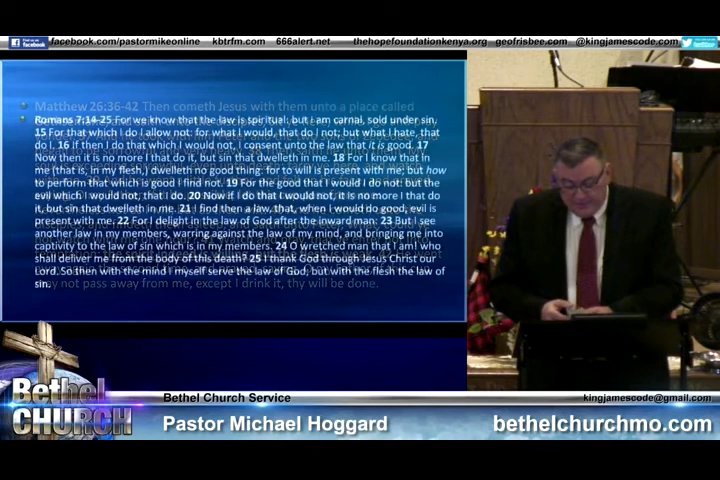 Find us on facebook
facebook.com/pastormikeonline kbtrfm.com 666alert.net thehopefoundationkenya.org geofrisbee.com @kingjamescode twitter
Matthew 26:36-42 Then cometh Jesus with them unto a place called
Romans 7:14-25 For we know that the law is spiritual: but I am carnal, sold under sin.
15 For that which I do I allow not: for what I would, that do I not; but what I hate, that
do I. 16 If then I do that which I would not, I consent unto the law that it is good. 17
Now then it is no more I that do it, but sin that dwelleth in me. 18 For I know that in
me (that is, in my flesh,) dwelleth no good thing: for to will is present with me; but how
to perform that which is good I find not. 19 For the good that I would I do not: but the
evil which I would not, that I do. 20 Now if I do that I would not, it is no more I that do
it, but sin that dwelleth in me. 21 I find then a law, that, when I would do good, evil is
present with me. 22 For I delight in the law of God after the inward man: 23 But I see
another law in my members, warring against the law of my mind, and bringing me into
captivity to the law of sin which is in my members. 24 O wretched man that I am! who
shall deliver me from the body of this death? 25 I thank God through Jesus Christ our
Lord. So then with the mind I myself serve the law of God; but with the flesh the law of
sin.
may not pass away from me, except I drink it, thy will be done.
Bethel
CHURCH
Bethel Church Service kingjamescode@gmail.com
Pastor Michael Hoggard bethelchurchmo.com